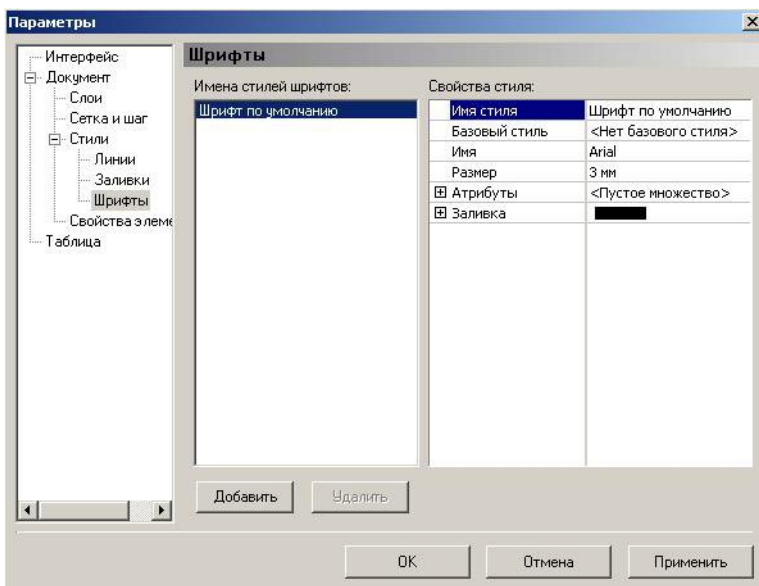 Параметры
Интерфейс
Документ
Слои
Сетка и шаг
Стили
Линии
Заливки
Шрифты
Свойства элеме
Таблица
Шрифты
Имена стилей шрифтов:
Шрифт по умолчанию
Свойства стиля:
Имя стиля Шрифт по умолчанию
Базовый стиль <Нет базового стиля>
Имя Arial
Размер 3 мм
Атрибуты <Пустое множество>
Заливка
Добавить Удалить
OK Отмена Применить